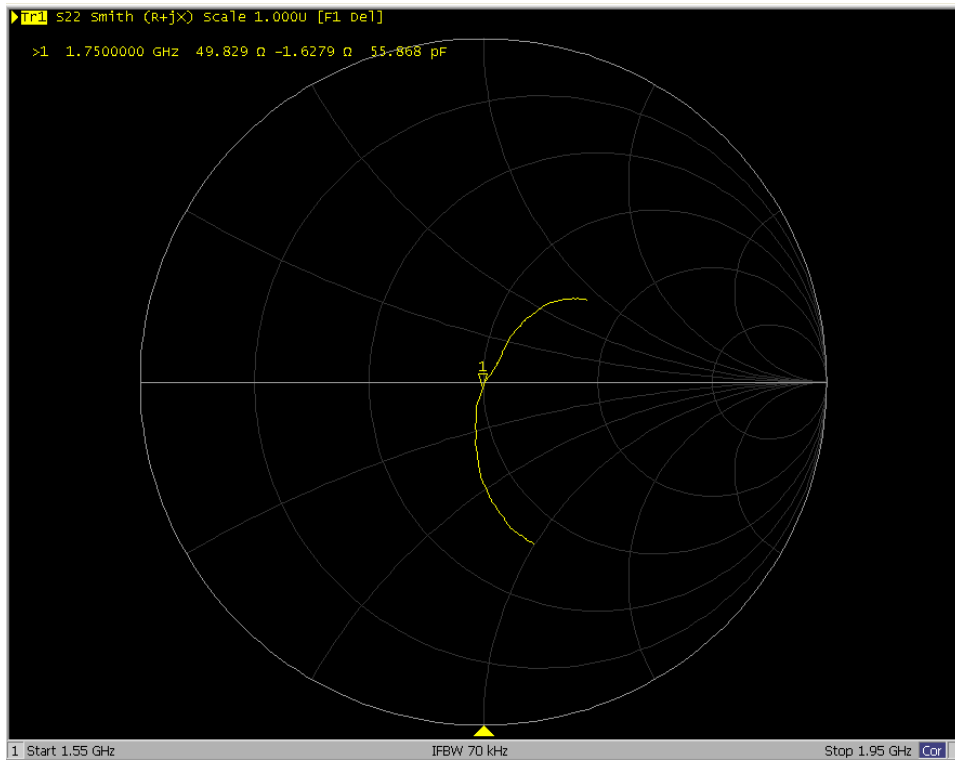 Tr1 S22 Smith (R+jX) Scale 1.000U [F1 Del]
>1 1.7500000 GHz 49.829 Ω -1.6279 Ω 55.868 pF
1
1 Start 1.55 GHz IFBW 70 kHz Stop 1.95 GHz Cor